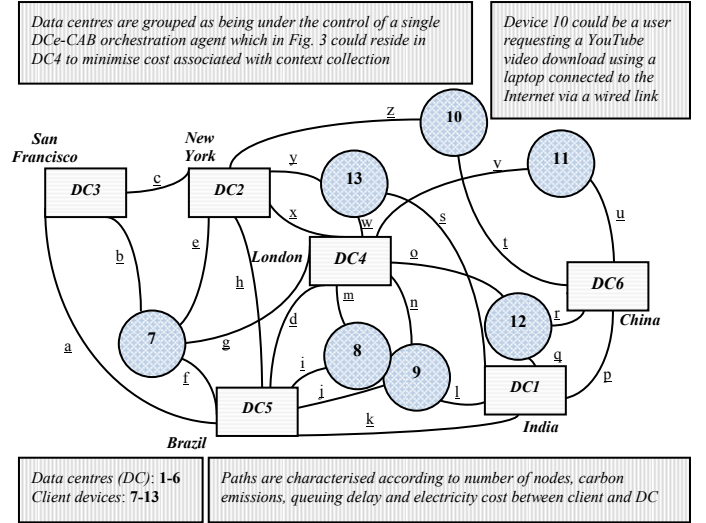 Data centres are grouped as being under the control of a single
DCe-CAB orchestration agent which in Fig. 3 could reside in
DC4 to minimise cost associated with context collection
Device 10 could be a user
requesting a YouTube
video download using a
laptop connected to the
Internet via a wired link
San
Francisco
New
York
z
10
11
DC3
c
DC2
y
13
v
x
w
s
u
b
e
London
DC4
o
t
DC6
China
h
a
7
g
d
m
n
12
r
f
i
8
j
9
l
q
DC1
p
DC5
k
Brazil
India
Data centres (DC): 1-6
Client devices: 7-13
Paths are characterised according to number of nodes, carbon
emissions, queuing delay and electricity cost between client and DC